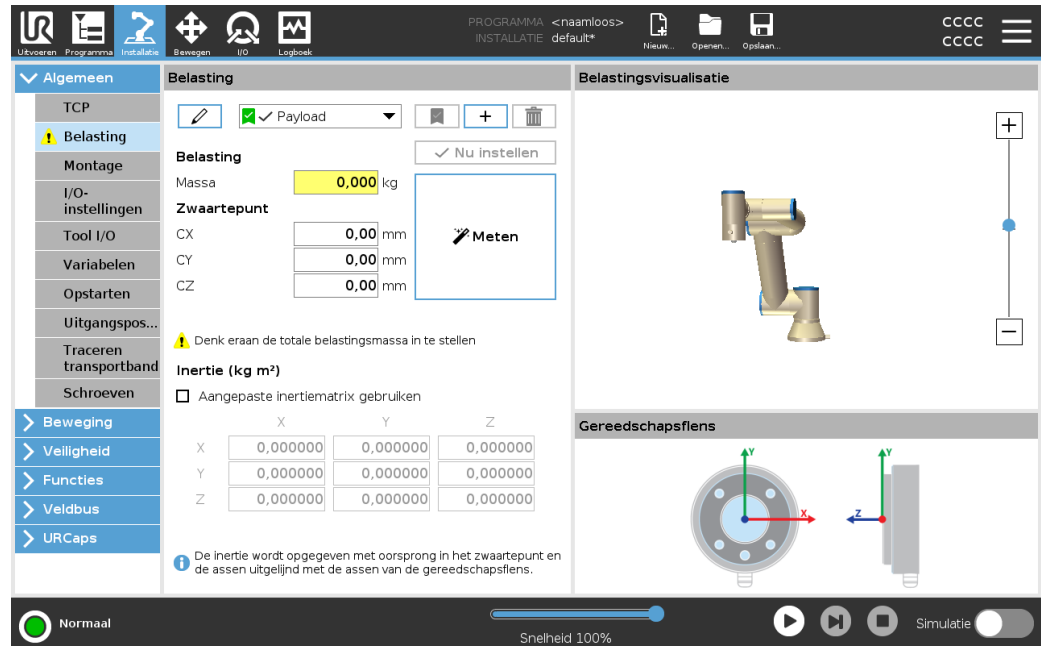 UR
PROGRAMMA <naamloos>
INSTALLATIE default*
CCCC
CCCC
Uitvoeren Programma Installatie Bewegen I/O Logboek Nieuw... Openen... Opslaan...
Algemeen
TCP
Belasting
Montage
I/O-
instellingen
Tool I/O
Variabelen
Opstarten
Uitgangspos...
Traceren
transportband
Schroeven
Beweging
Veiligheid
Functies
Veldbus
URCaps
Belasting
Payload
+
Nu instellen
Belasting
Massa 0,000 kg
Zwaartepunt
CX 0,00 mm
CY 0,00 mm
CZ 0,00 mm
Meten
Denk eraan de totale belastingsmassa in te stellen
Inertie (kg m²)
Aangepaste inertiematrix gebruiken
X Y Z
X 0,000000 0,000000 0,000000
Y 0,000000 0,000000 0,000000
Z 0,000000 0,000000 0,000000
De inertie wordt opgegeven met oorsprong in het zwaartepunt en
de assen uitgelijnd met de assen van de gereedschapsflens.
Belastingsvisualisatie
+
−
Gereedschapsflens
Y
X
Y
Z
Normaal
Snelheid 100%
Simulatie